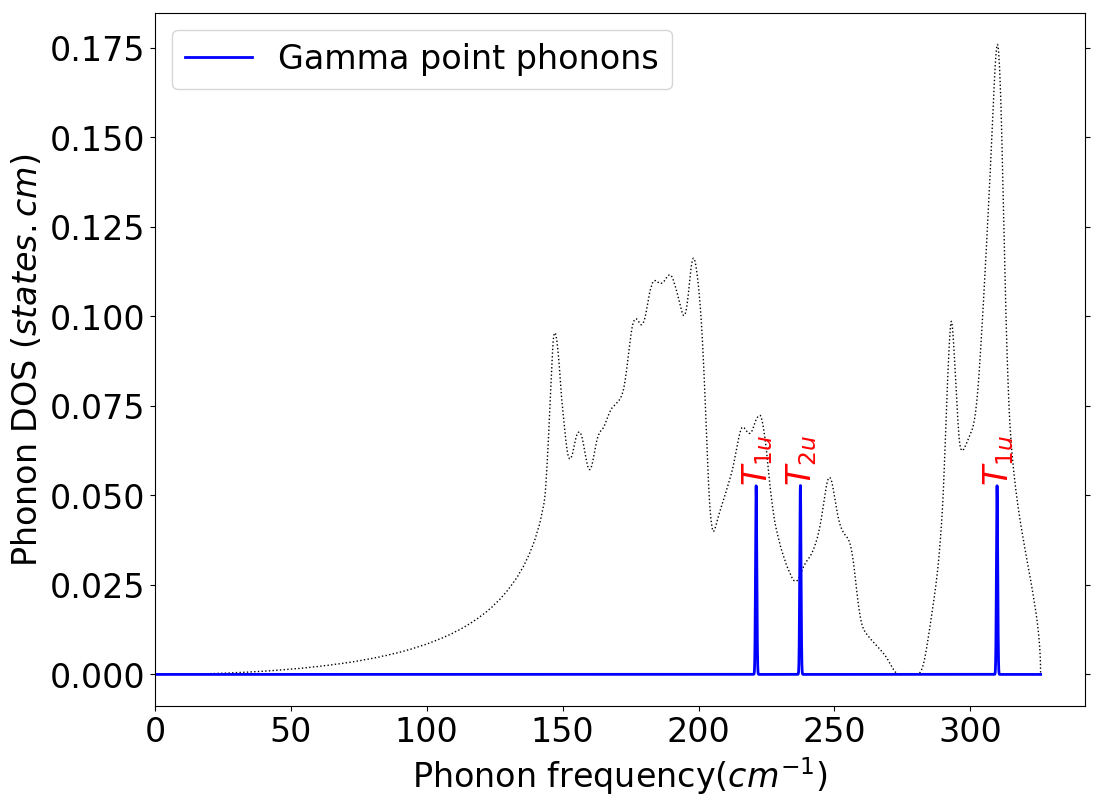 Gamma point phonons
Phonon DOS (states.cm)
0.175
0.150
0.125
0.100
0.075
0.050
0.025
0.000
T1u
T2u
T1u
0
50
100
150
200
250
300
Phonon frequency(cm⁻¹)